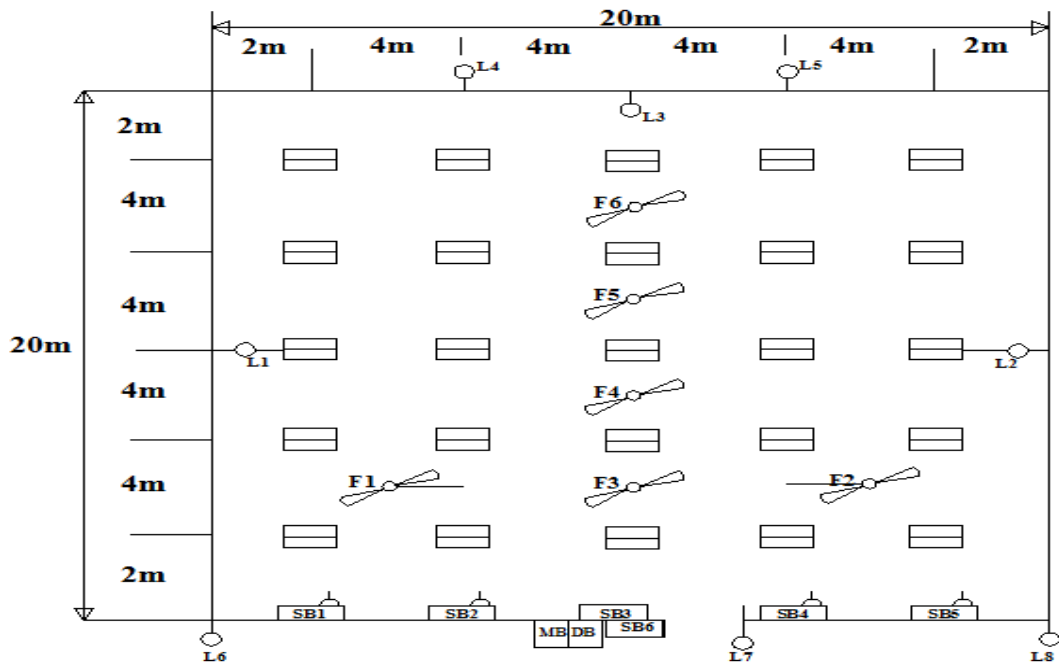 20m
2m 4m 4m 4m 4m 2m
L4 L5
L3
2m
4m
F6
4m
F5
20m
L1 L2
4m
F4
4m
F1 F3 F2
2m
SB1 SB2 SB3 SB4 SB5
MB DB SB6
L6 L7 L8